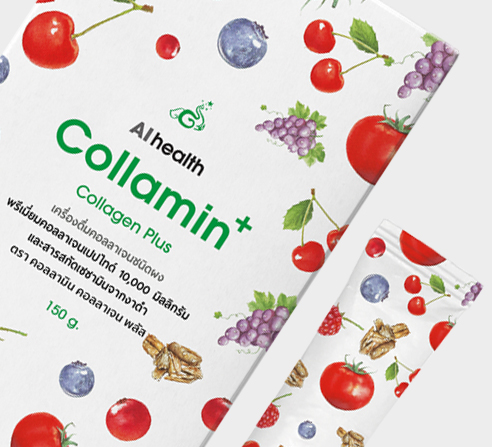 AI health
Collamin+
Collagen Plus
เครื่องดื่มคอลลาเจนชนิดผง
พรีเมี่ยมคอลลาเจนเปปไทด์ 10,000 มิลลิกรัม
และสารสกัดเซซามินจากงาดำ
ตรา คอลลามิน คอลลาเจน พลัส
150 g.